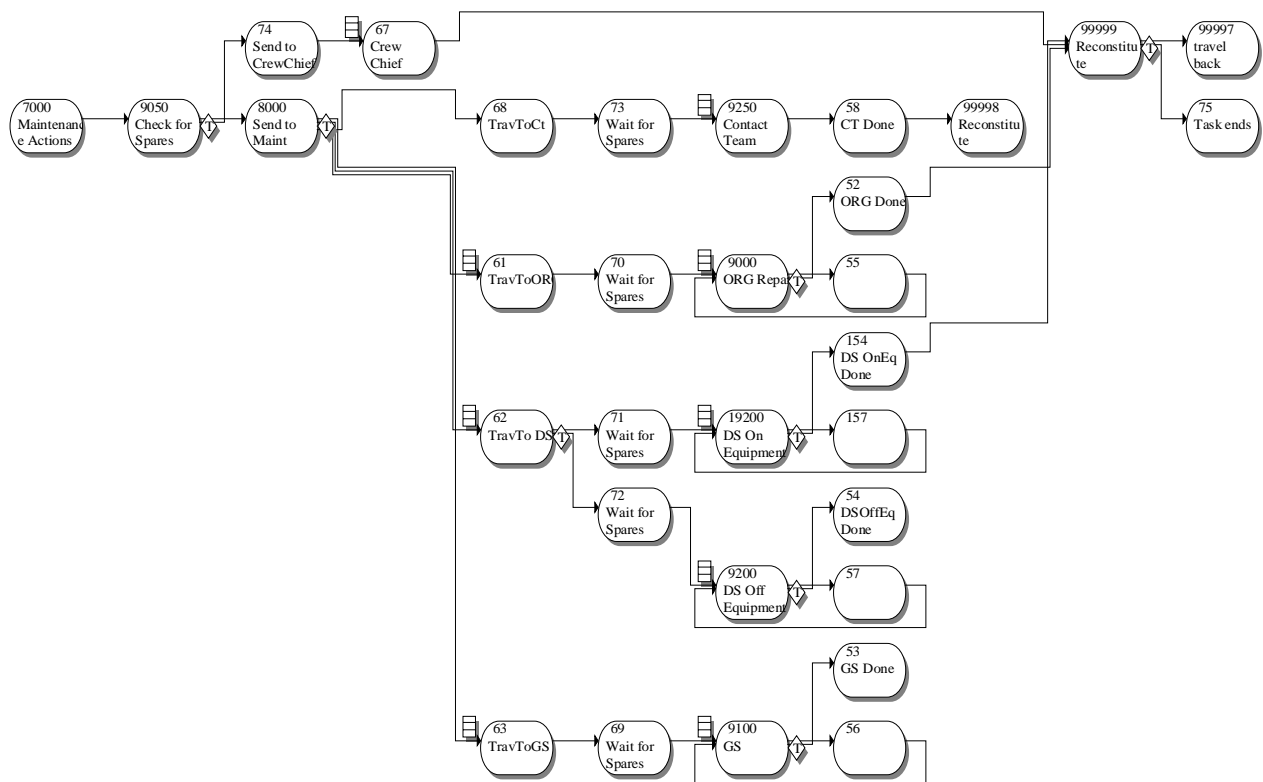 74
Send to
CrewChief
67
Crew
Chief
99999
Reconstitu
te
T
99997
travel
back
7000
Maintenanc
e Actions
9050
Check for
Spares
T
8000
Send to
Maint
T
68
TravToCt
73
Wait for
Spares
9250
Contact
Team
58
CT Done
99998
Reconstitu
te
75
Task ends
52
ORG Done
61
TravToOR
70
Wait for
Spares
9000
ORG Repa
T
55
154
DS OnEq
Done
62
TravTo DS
T
71
Wait for
Spares
19200
DS On
Equipment
T
157
72
Wait for
Spares
54
DSOffEq
Done
9200
DS Off
Equipment
T
57
53
GS Done
63
TravToGS
69
Wait for
Spares
9100
GS
T
56